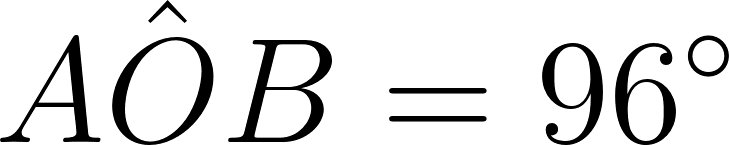 AÔB = 96°